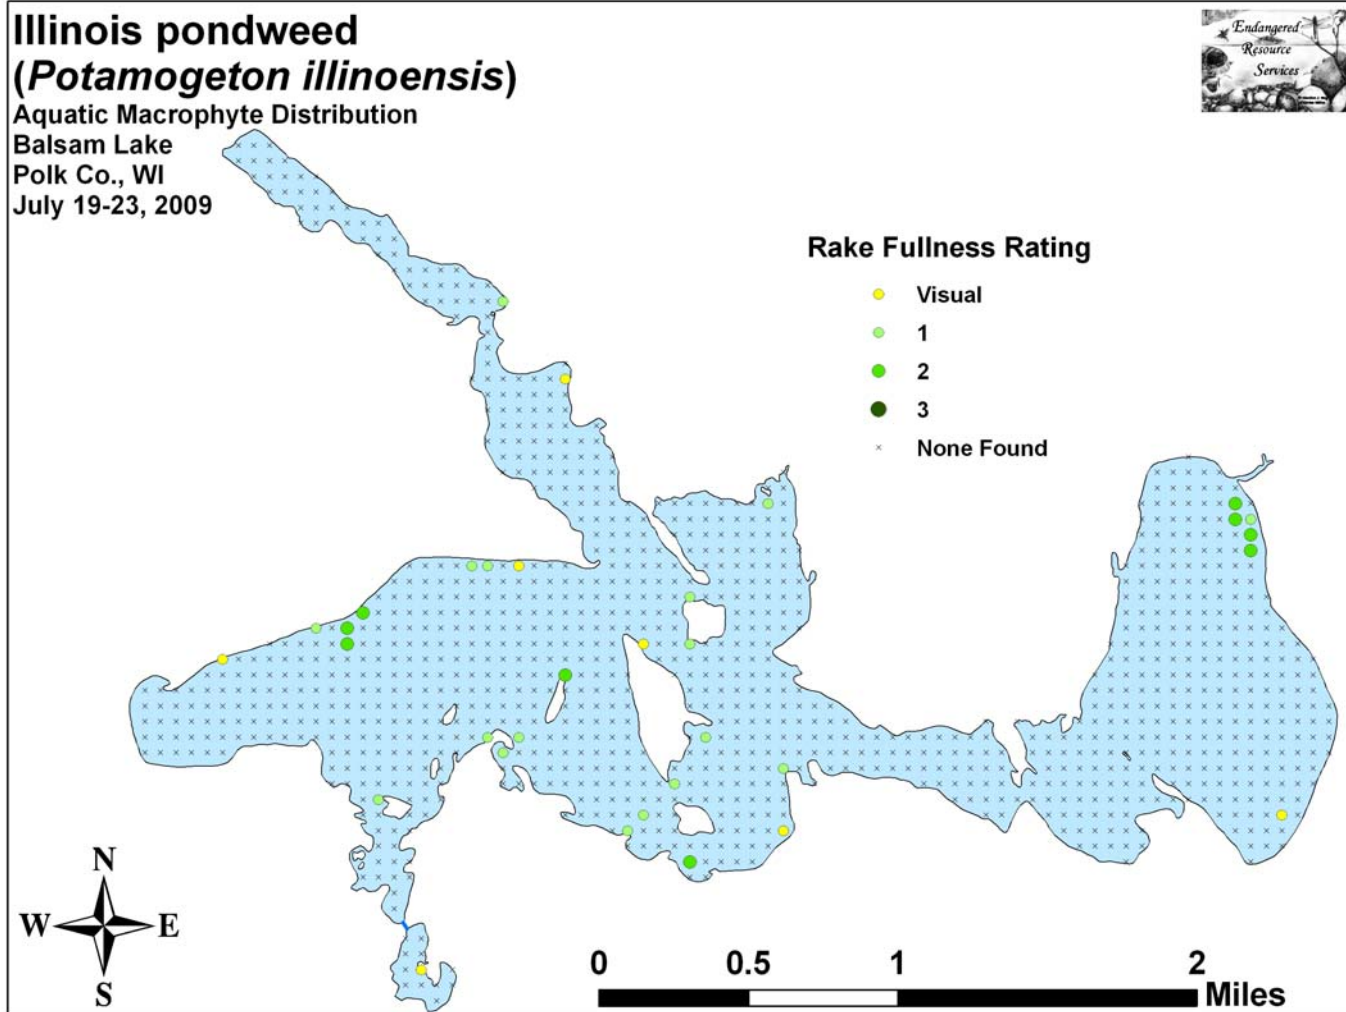 Illinois pondweed
(Potamogeton illinoensis)
Aquatic Macrophyte Distribution
Balsam Lake
Polk Co., WI
July 19-23, 2009
Endangered
Resource
Services
Rake Fullness Rating
Visual
1
2
3
None Found
N
W E
S
0 0.5 1 2
Miles